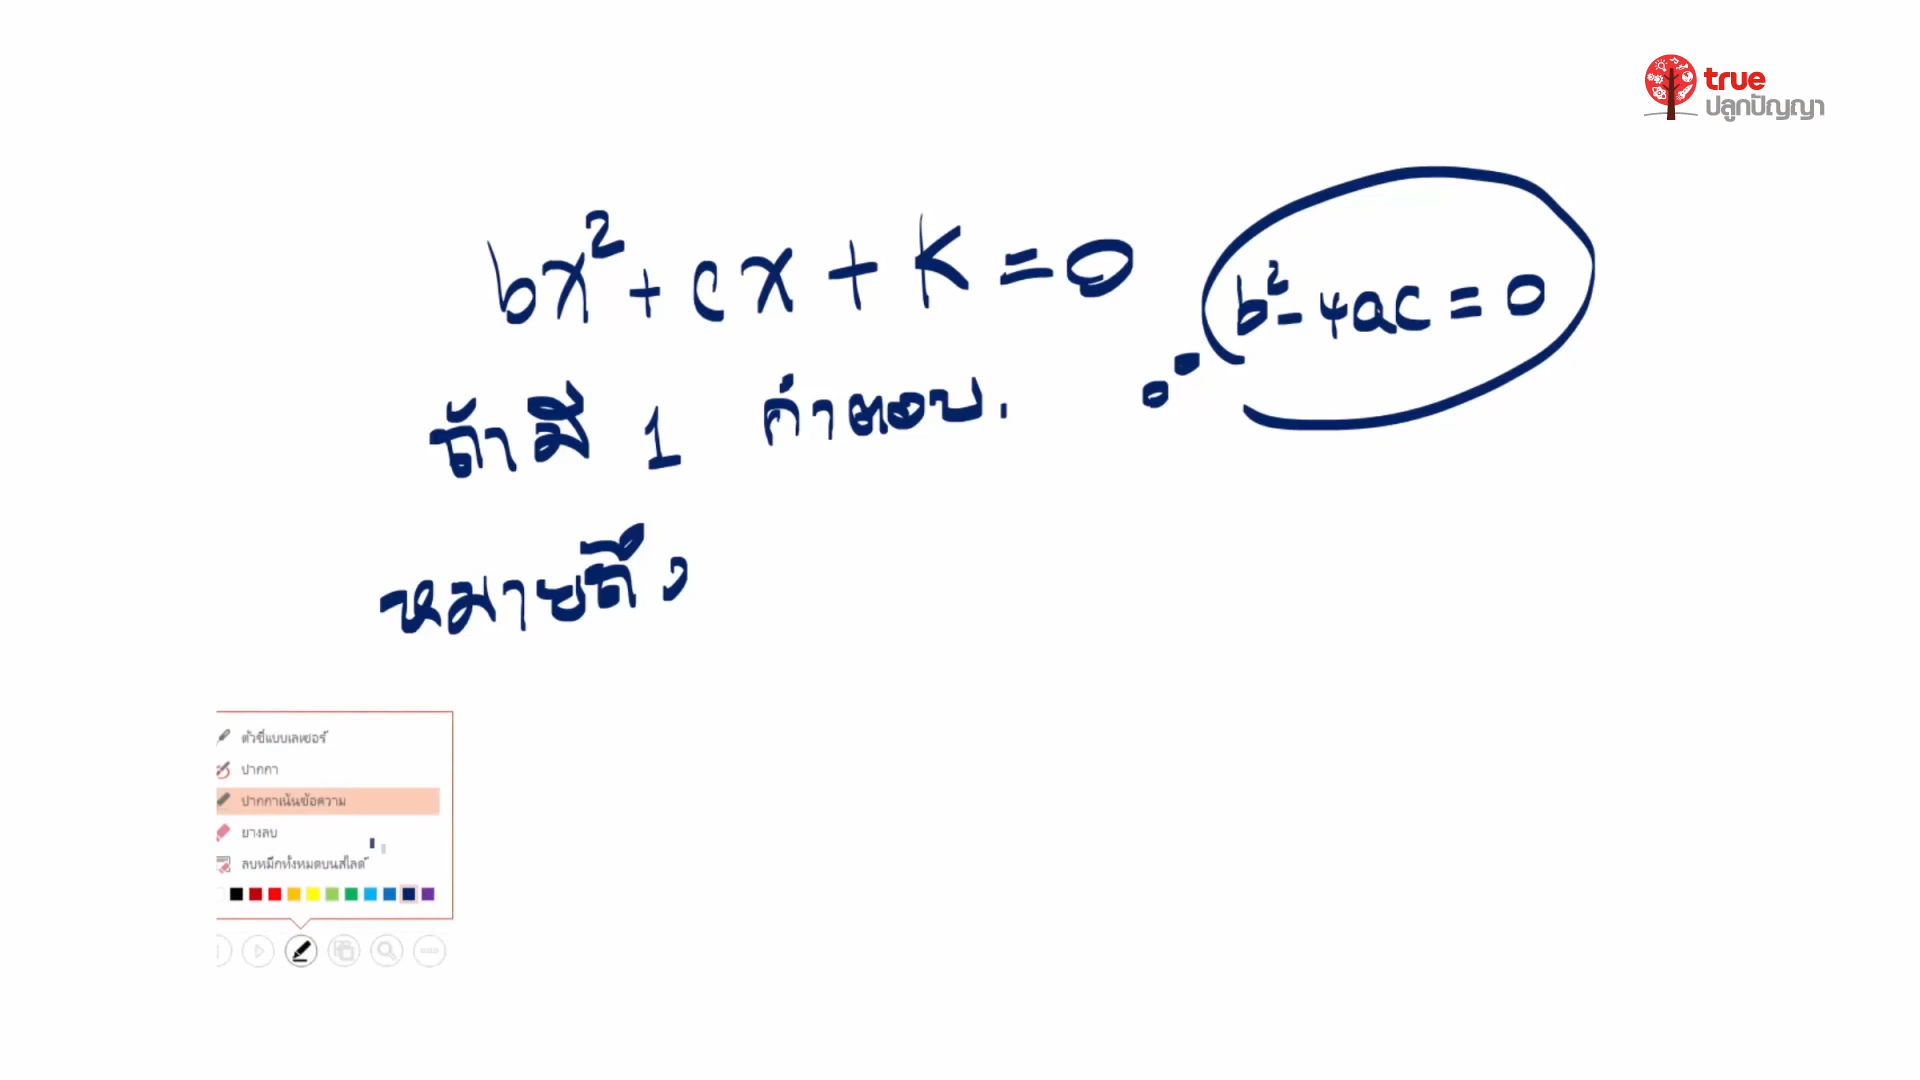 true
ปลูกปัญญา
bx² + cx + k = 0
b² - 4ac = 0
ถ้ามี 1 คำตอบ.
หมายถึง
ตัวชี้แบบเลเซอร์
ปากกา
ปากกาเน้นข้อความ
ยางลบ
ลบหมึกทั้งหมดบนสไลด์